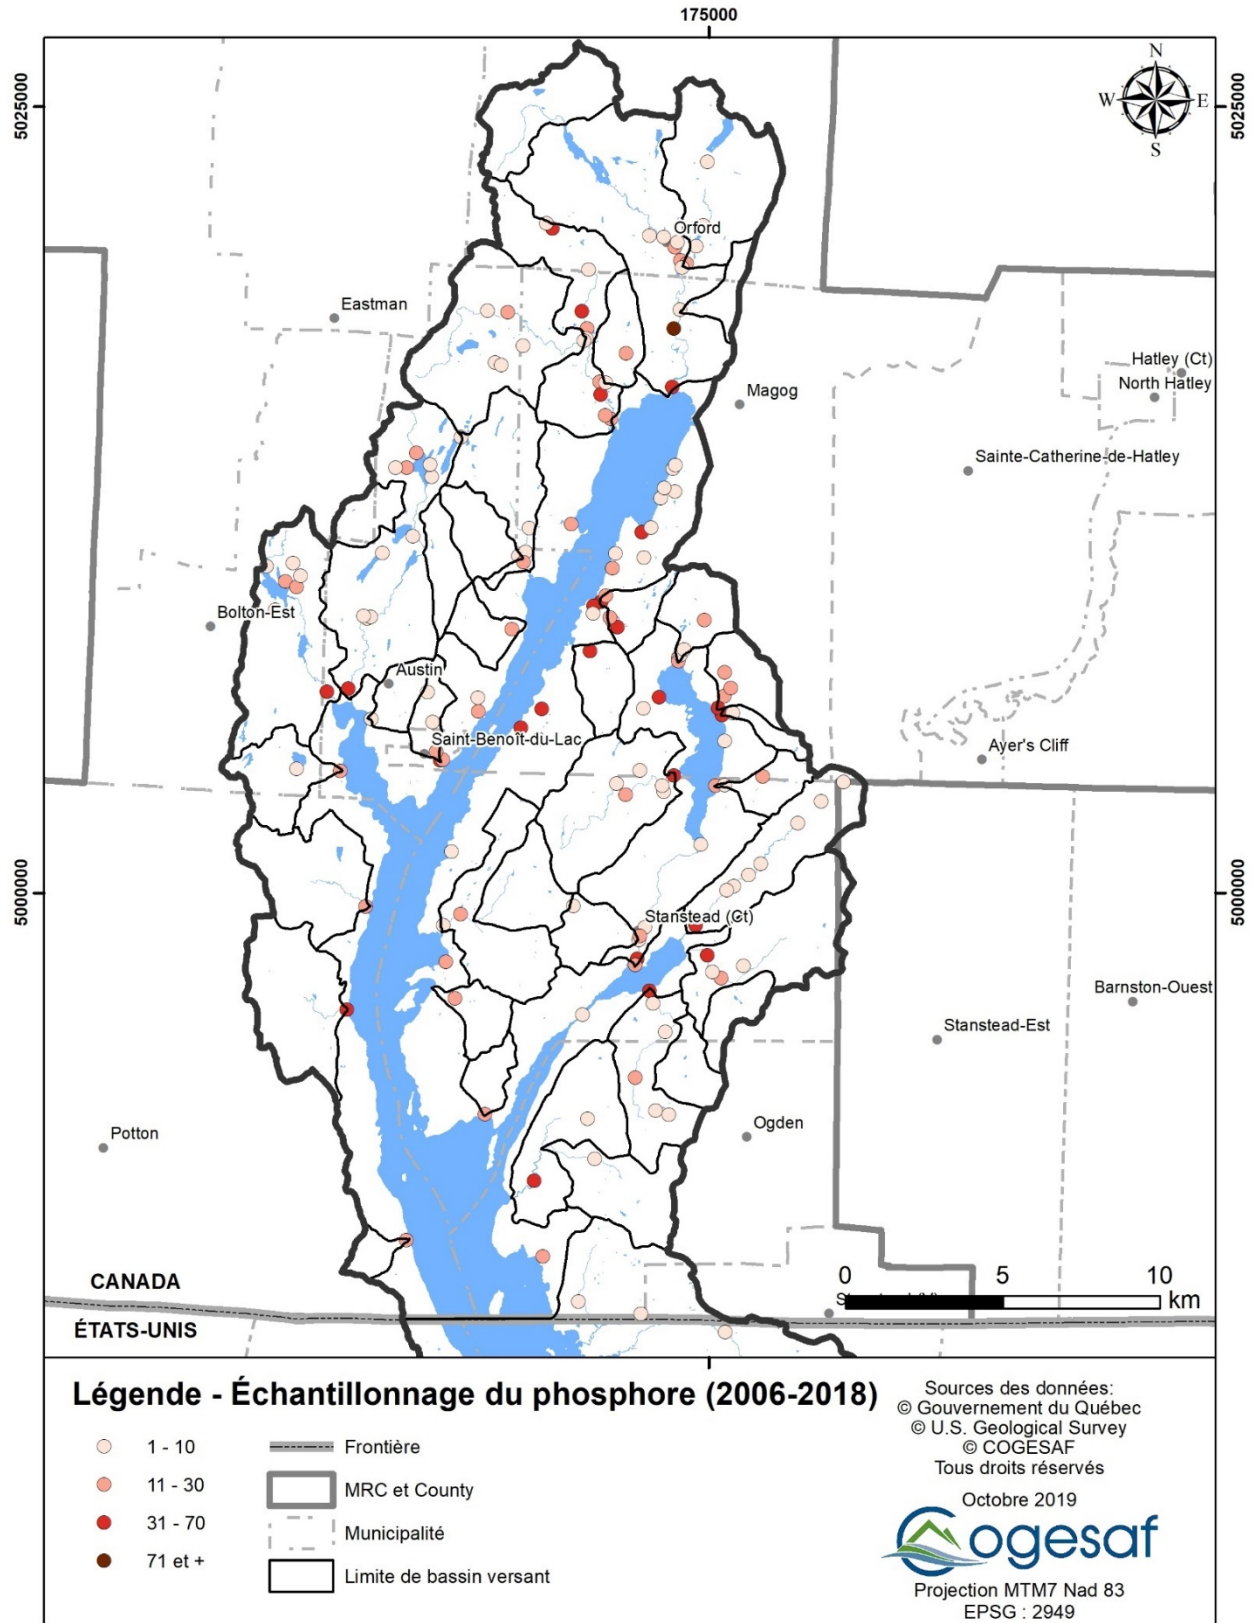 175000
5025000
5025000
N
W
E
S
Orford
Eastman
Hatley (Ct)
North Hatley
Magog
Sainte-Catherine-de-Hatley
Bolton-Est
Austin
Saint-Benoît-du-Lac
Ayer's Cliff
5000000
5000000
Stanstead (Ct)
Barnston-Ouest
Stanstead-Est
Potton
Ogden
CANADA
0 5 10
km
ÉTATS-UNIS
Légende - Échantillonnage du phosphore (2006-2018)
1 - 10
11 - 30
31 - 70
71 et +
Frontière
MRC et County
Municipalité
Limite de bassin versant
Sources des données:
© Gouvernement du Québec
© U.S. Geological Survey
© COGESAF
Tous droits réservés
Octobre 2019
Cogesaf
Projection MTM7 Nad 83
EPSG : 2949